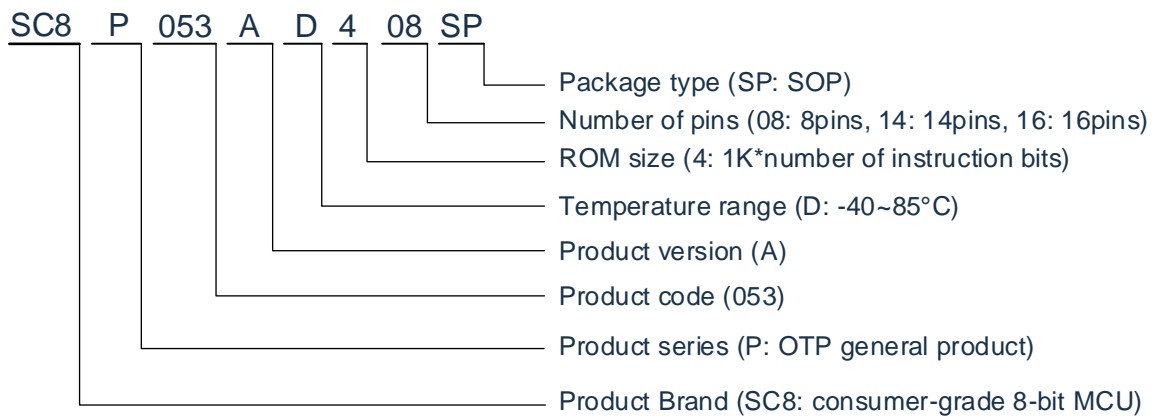 SC8 P 053 A D 4 08 SP
Package type (SP: SOP)
Number of pins (08: 8pins, 14: 14pins, 16: 16pins)
ROM size (4: 1K*number of instruction bits)
Temperature range (D: -40~85°C)
Product version (A)
Product code (053)
Product series (P: OTP general product)
Product Brand (SC8: consumer-grade 8-bit MCU)